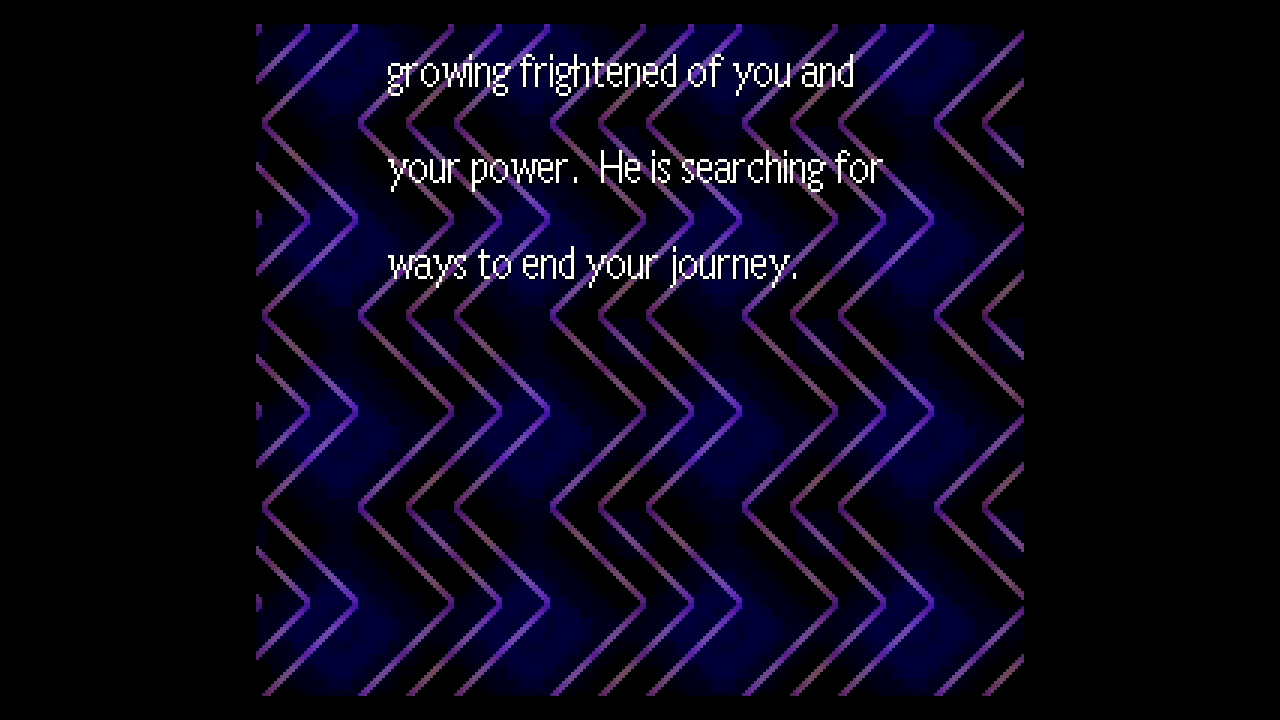 growing frightened of you and
your power.  He is searching for
ways to end your journey.